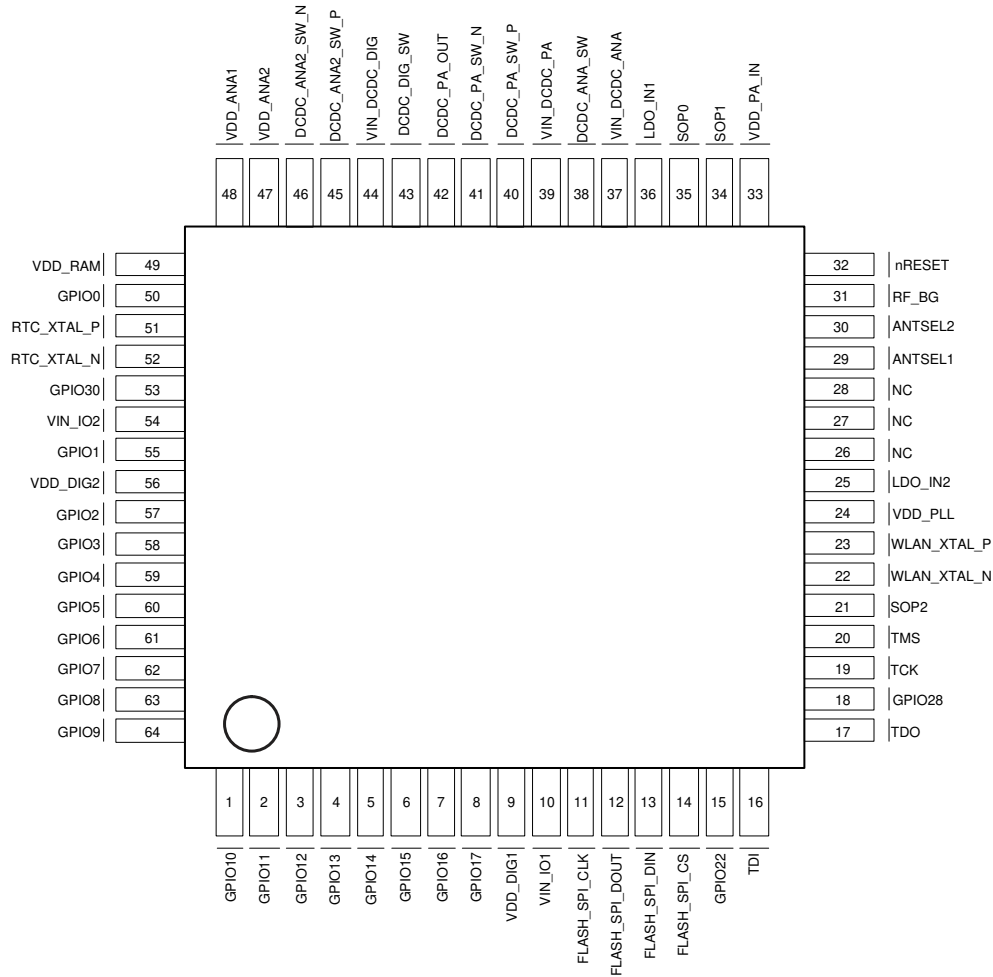 VDD_ANA1
VDD_ANA2
DCDC_ANA2_SW_N
DCDC_ANA2_SW_P
VIN_DCDC_DIG
DCDC_DIG_SW
DCDC_PA_OUT
DCDC_PA_SW_N
DCDC_PA_SW_P
VIN_DCDC_PA
DCDC_ANA_SW
VIN_DCDC_ANA
LDO_IN1
SOP0
SOP1
VDD_PA_IN
48 47 46 45 44 43 42 41 40 39 38 37 36 35 34 33
VDD_RAM 49
GPIO0 50
RTC_XTAL_P 51
RTC_XTAL_N 52
GPIO30 53
VIN_IO2 54
GPIO1 55
VDD_DIG2 56
GPIO2 57
GPIO3 58
GPIO4 59
GPIO5 60
GPIO6 61
GPIO7 62
GPIO8 63
GPIO9 64
32 nRESET
31 RF_BG
30 ANTSEL2
29 ANTSEL1
28 NC
27 NC
26 NC
25 LDO_IN2
24 VDD_PLL
23 WLAN_XTAL_P
22 WLAN_XTAL_N
21 SOP2
20 TMS
19 TCK
18 GPIO28
17 TDO
1 2 3 4 5 6 7 8 9 10 11 12 13 14 15 16
GPIO10
GPIO11
GPIO12
GPIO13
GPIO14
GPIO15
GPIO16
GPIO17
VDD_DIG1
VIN_IO1
FLASH_SPI_CLK
FLASH_SPI_DOUT
FLASH_SPI_DIN
FLASH_SPI_CS
GPIO22
TDI